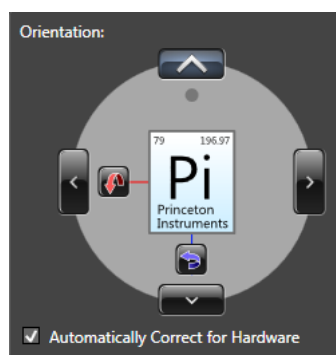 Orientation:
79 196.97
Pi
Princeton
Instruments
Automatically Correct for Hardware